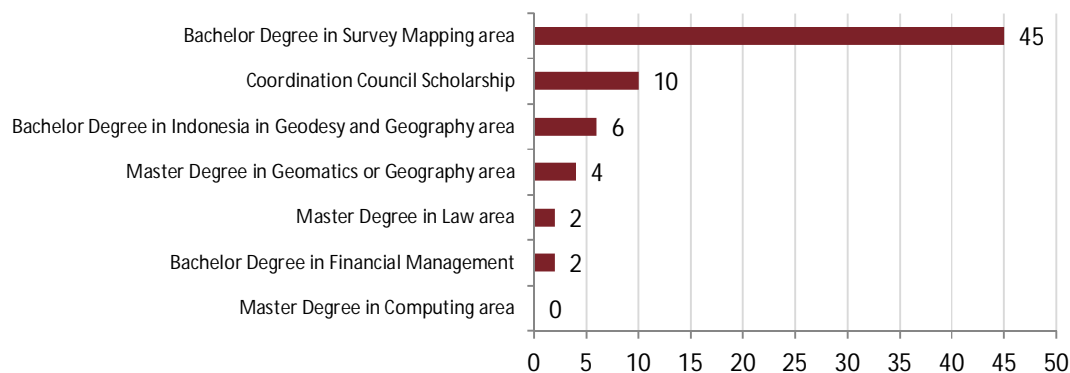 Bachelor Degree in Survey Mapping area 45
Coordination Council Scholarship 10
Bachelor Degree in Indonesia in Geodesy and Geography area 6
Master Degree in Geomatics or Geography area 4
Master Degree in Law area 2
Bachelor Degree in Financial Management 2
Master Degree in Computing area 0
0 5 10 15 20 25 30 35 40 45 50